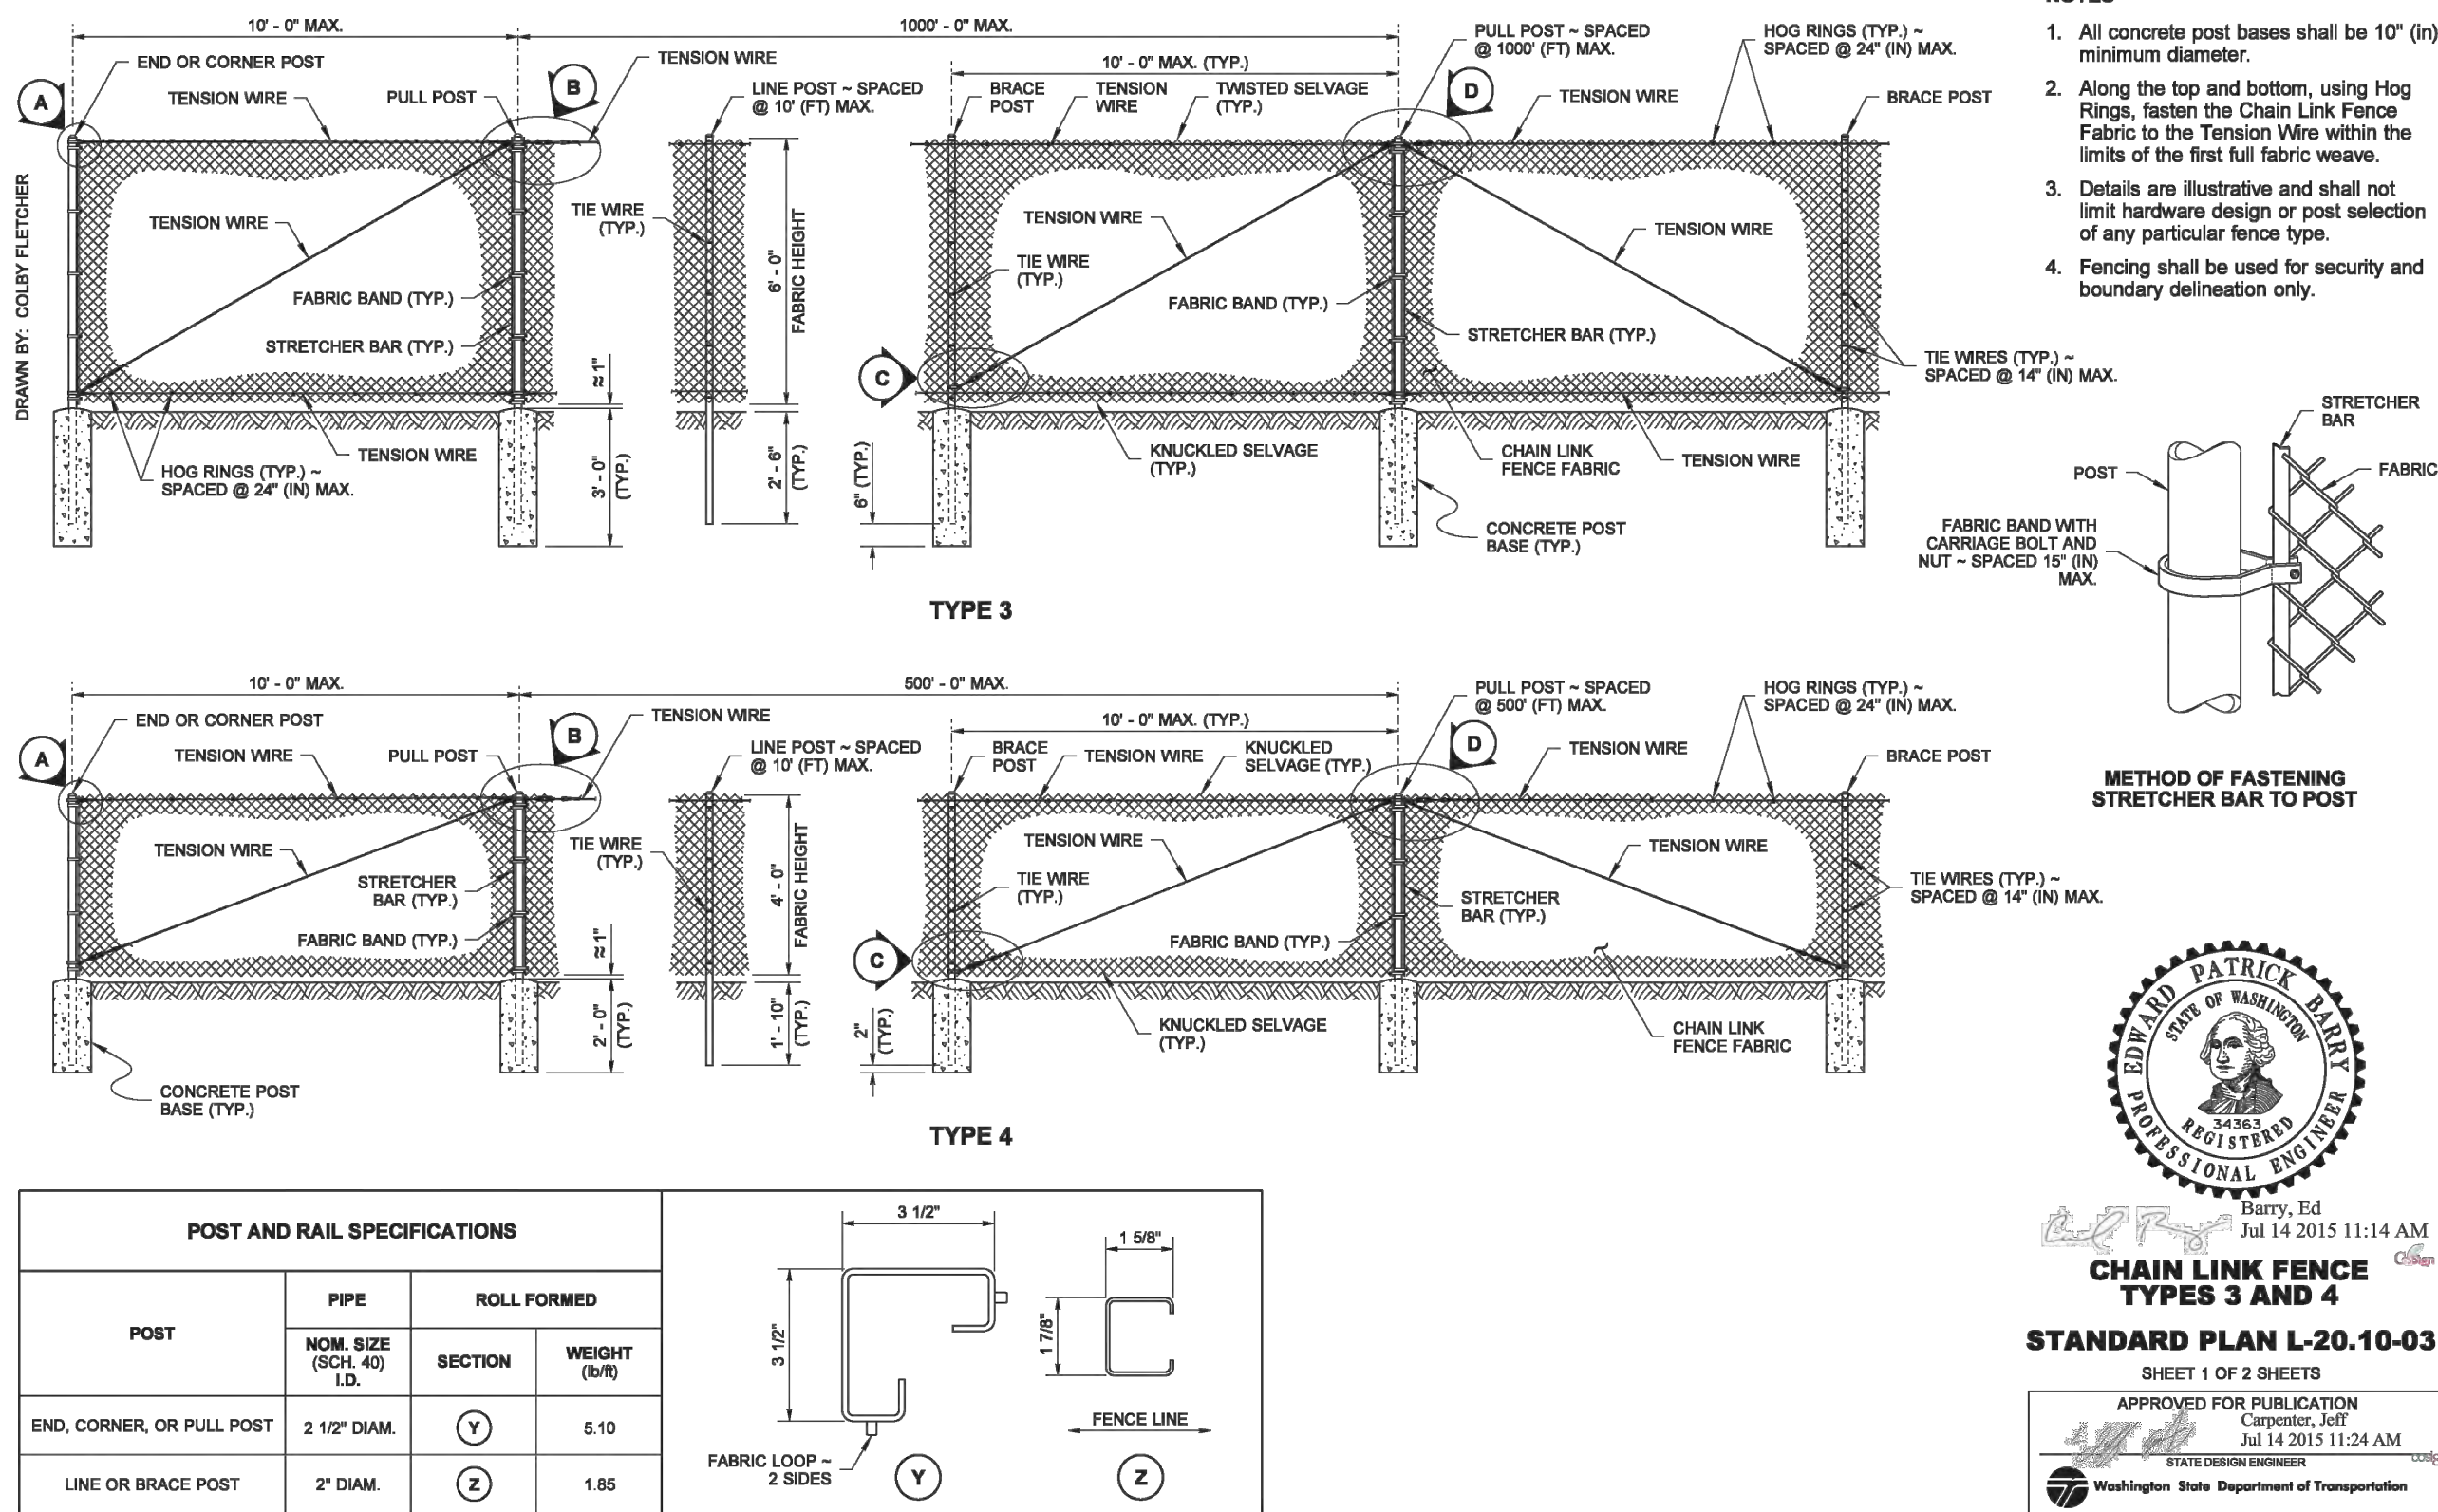 10' - 0" MAX.
1000' - 0" MAX.
END OR CORNER POST
TENSION WIRE
PULL POST
A
B
TENSION WIRE
LINE POST ~ SPACED
@ 10' (FT) MAX.
10' - 0" MAX. (TYP.)
BRACE
POST
TENSION
WIRE
TWISTED SELVAGE
(TYP.)
PULL POST ~ SPACED
@ 1000' (FT) MAX.
D
TENSION WIRE
HOG RINGS (TYP.) ~
SPACED @ 24" (IN) MAX.
BRACE POST
DRAWN BY: COLBY FLETCHER
TENSION WIRE
FABRIC BAND (TYP.)
STRETCHER BAR (TYP.)
TIE WIRE
(TYP.)
6' - 0"
FABRIC HEIGHT
≈ 1"
TENSION WIRE
TIE WIRE
(TYP.)
FABRIC BAND (TYP.)
C
TENSION WIRE
STRETCHER BAR (TYP.)
TIE WIRES (TYP.) ~
SPACED @ 14" (IN) MAX.
HOG RINGS (TYP.) ~
SPACED @ 24" (IN) MAX.
TENSION WIRE
3' - 0"
(TYP.)
2' - 6"
(TYP.)
6" (TYP.)
KNUCKLED SELVAGE
(TYP.)
CHAIN LINK
FENCE FABRIC
TENSION WIRE
CONCRETE POST
BASE (TYP.)
TYPE 3
NOTES
1. All concrete post bases shall be 10" (in)
minimum diameter.
2. Along the top and bottom, using Hog
Rings, fasten the Chain Link Fence
Fabric to the Tension Wire within the
limits of the first full fabric weave.
3. Details are illustrative and shall not
limit hardware design or post selection
of any particular fence type.
4. Fencing shall be used for security and
boundary delineation only.
STRETCHER
BAR
POST
FABRIC
FABRIC BAND WITH
CARRIAGE BOLT AND
NUT ~ SPACED 15" (IN)
MAX.
METHOD OF FASTENING
STRETCHER BAR TO POST
10' - 0" MAX.
500' - 0" MAX.
END OR CORNER POST
TENSION WIRE
PULL POST
A
B
TENSION WIRE
LINE POST ~ SPACED
@ 10' (FT) MAX.
10' - 0" MAX. (TYP.)
BRACE
POST
TENSION WIRE
KNUCKLED
SELVAGE (TYP.)
PULL POST ~ SPACED
@ 500' (FT) MAX.
D
TENSION WIRE
HOG RINGS (TYP.) ~
SPACED @ 24" (IN) MAX.
BRACE POST
TENSION WIRE
STRETCHER
BAR (TYP.)
FABRIC BAND (TYP.)
TIE WIRE
(TYP.)
4' - 0"
FABRIC HEIGHT
≈ 1"
TENSION WIRE
TIE WIRE
(TYP.)
FABRIC BAND (TYP.)
C
TENSION WIRE
STRETCHER
BAR (TYP.)
TIE WIRES (TYP.) ~
SPACED @ 14" (IN) MAX.
2' - 0"
(TYP.)
1' - 10"
(TYP.)
2"
(TYP.)
KNUCKLED SELVAGE
(TYP.)
CHAIN LINK
FENCE FABRIC
CONCRETE POST
BASE (TYP.)
TYPE 4
POST AND RAIL SPECIFICATIONS
POST
PIPE
ROLL FORMED
NOM. SIZE
(SCH. 40)
I.D.
SECTION
WEIGHT
(lb/ft)
END, CORNER, OR PULL POST
2 1/2" DIAM.
Y
5.10
LINE OR BRACE POST
2" DIAM.
Z
1.85
3 1/2"
3 1/2"
FABRIC LOOP ~
2 SIDES
Y
1 5/8"
1 7/8"
FENCE LINE
Z
EDWARD PATRICK BARRY
STATE OF WASHINGTON
34363
REGISTERED
PROFESSIONAL ENGINEER
Barry, Ed
Jul 14 2015 11:14 AM
CoSign
CHAIN LINK FENCE
TYPES 3 AND 4
STANDARD PLAN L-20.10-03
SHEET 1 OF 2 SHEETS
APPROVED FOR PUBLICATION
Carpenter, Jeff
Jul 14 2015 11:24 AM
STATE DESIGN ENGINEER
Washington State Department of Transportation